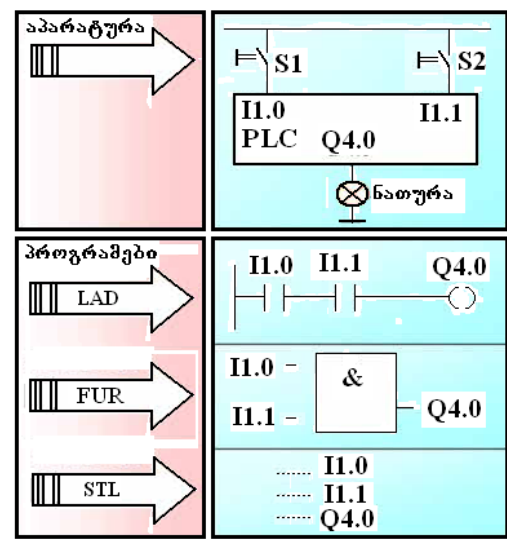 აპარატურა
S1 S2
I1.0 I1.1
PLC Q4.0
ნათურა
პროგრამები
LAD
I1.0 I1.1 Q4.0
FUR
I1.0
&
I1.1
Q4.0
STL
I1.0
I1.1
Q4.0